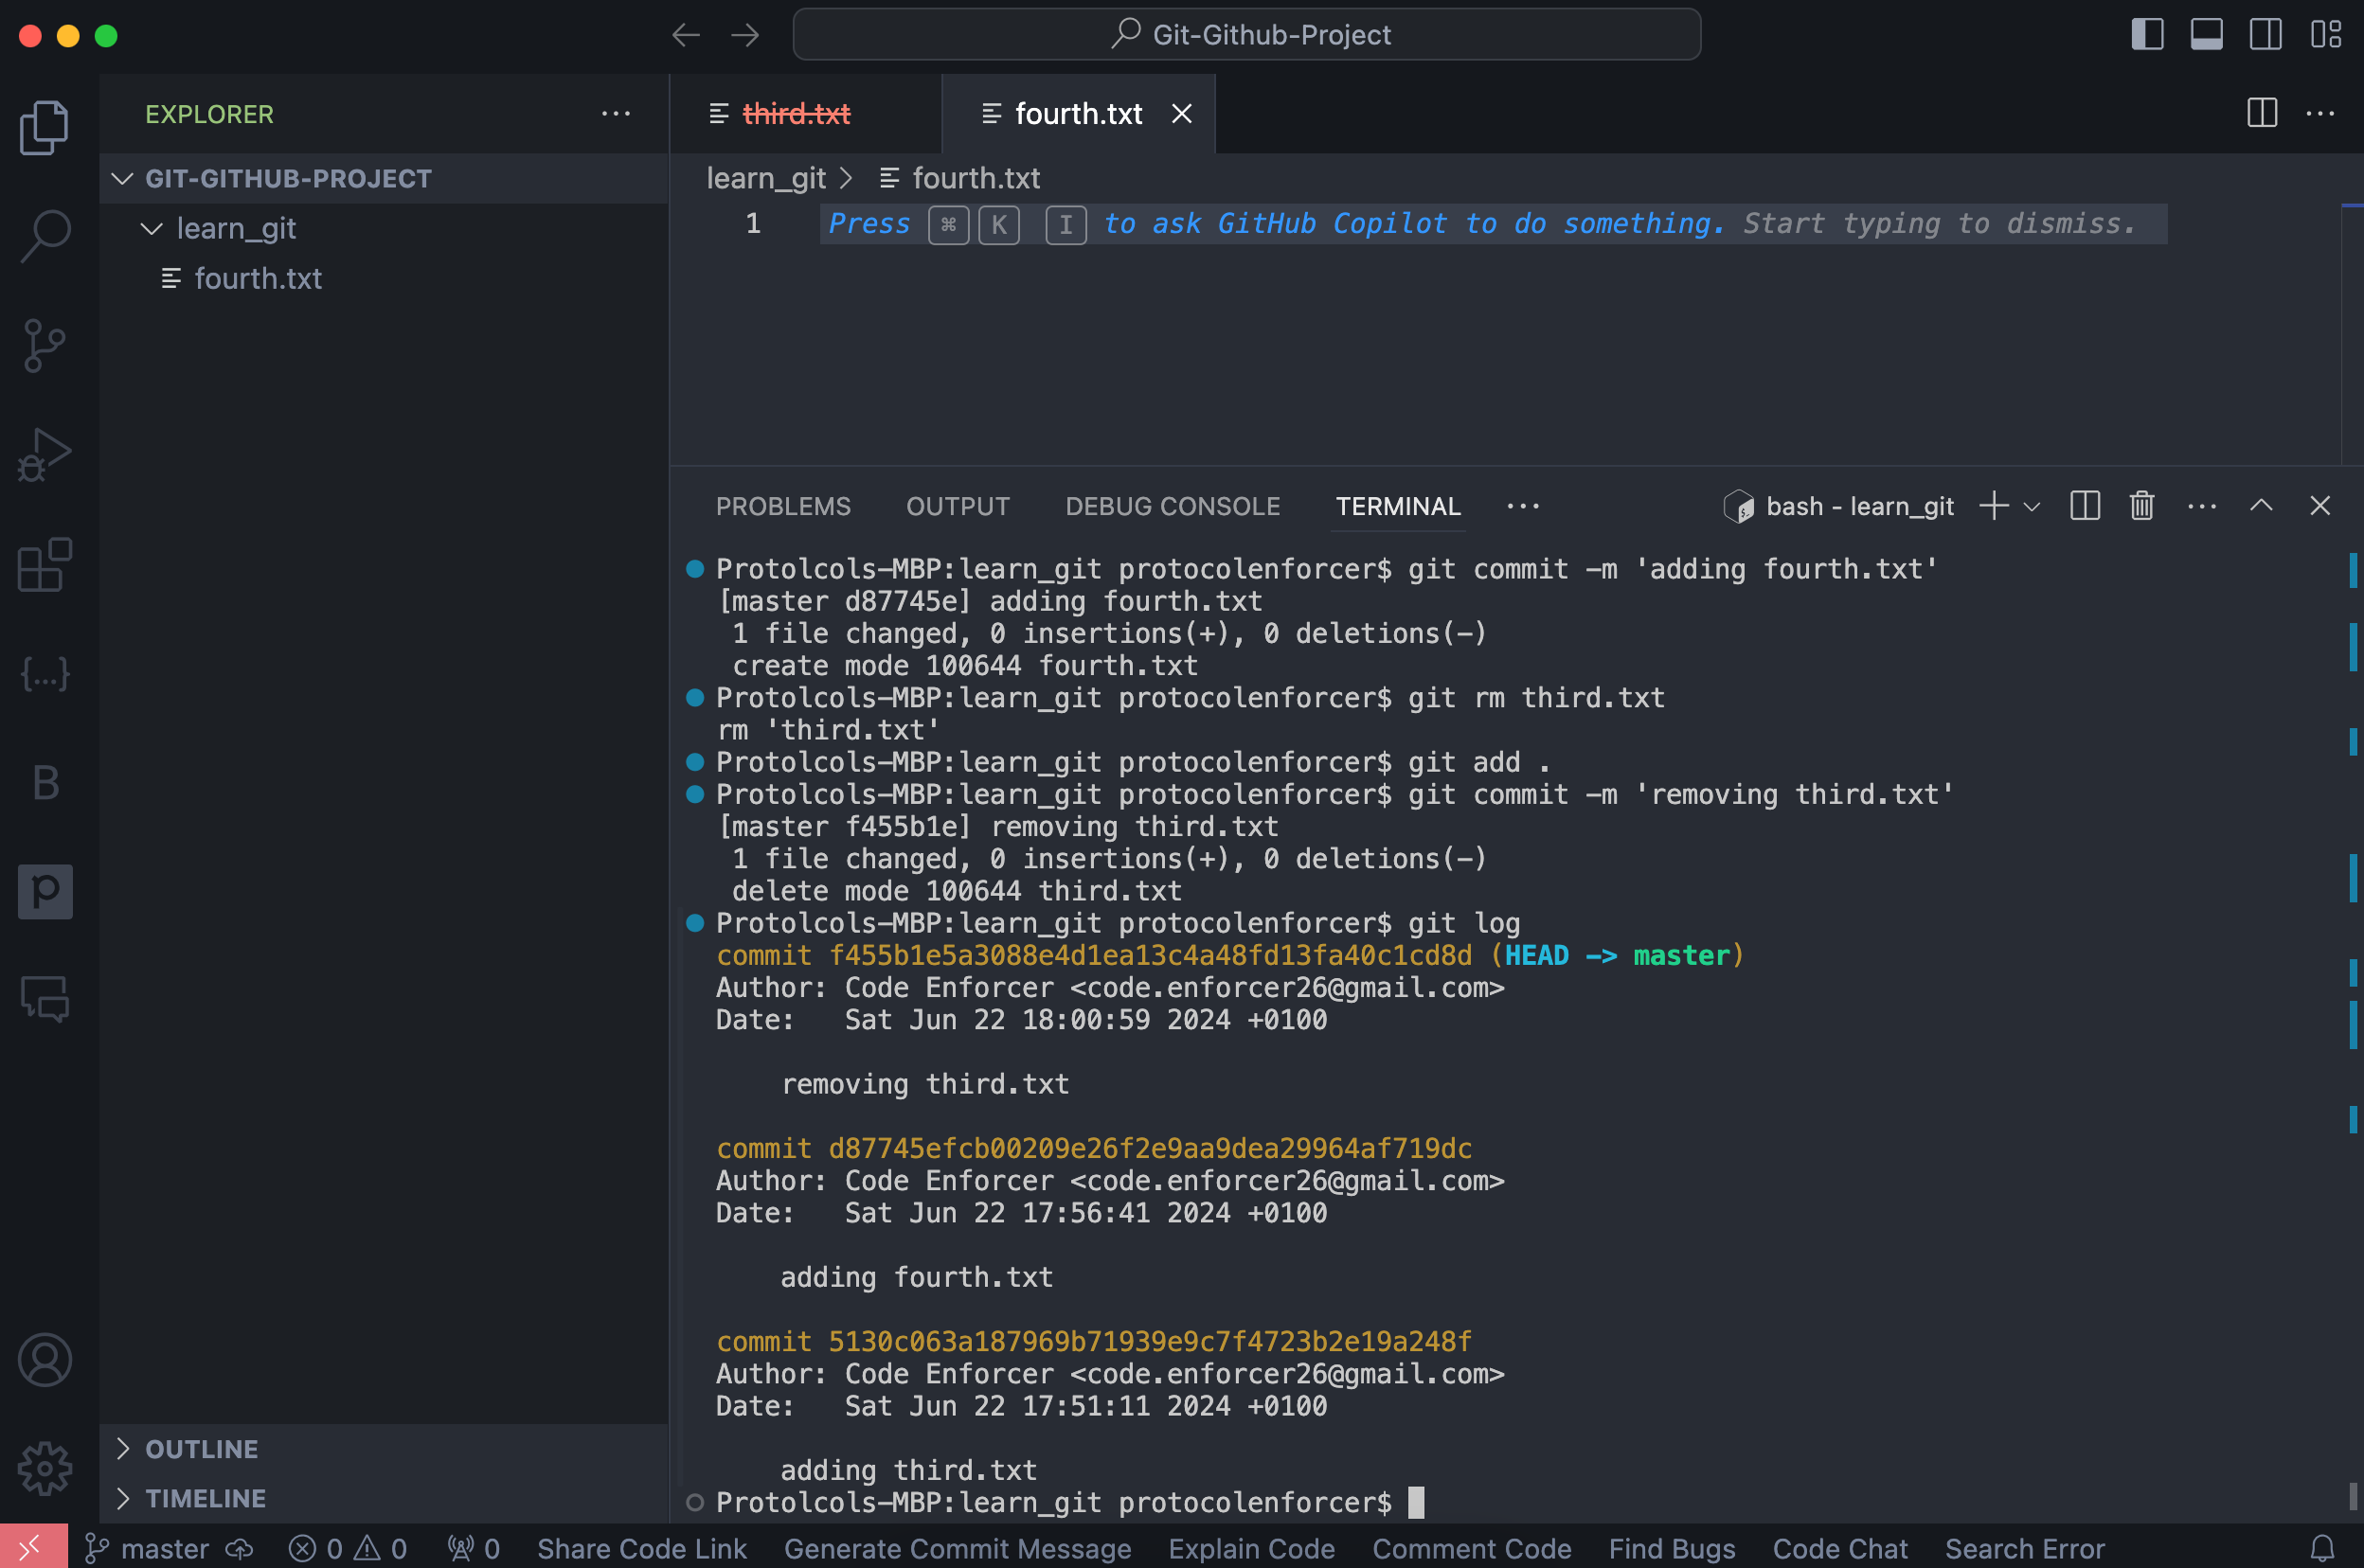 Git-Github-Project
EXPLORER
third.txt
fourth.txt
GIT-GITHUB-PROJECT
learn_git
fourth.txt
learn_git > fourth.txt
1 Press ⌘ K I to ask GitHub Copilot to do something. Start typing to dismiss.
PROBLEMS OUTPUT DEBUG CONSOLE TERMINAL
bash - learn_git
Protolcols-MBP:learn_git protocolenforcer$ git commit -m 'adding fourth.txt'
[master d87745e] adding fourth.txt
1 file changed, 0 insertions(+), 0 deletions(-)
create mode 100644 fourth.txt
Protolcols-MBP:learn_git protocolenforcer$ git rm third.txt
rm 'third.txt'
Protolcols-MBP:learn_git protocolenforcer$ git add .
Protolcols-MBP:learn_git protocolenforcer$ git commit -m 'removing third.txt'
[master f455b1e] removing third.txt
1 file changed, 0 insertions(+), 0 deletions(-)
delete mode 100644 third.txt
Protolcols-MBP:learn_git protocolenforcer$ git log
commit f455b1e5a3088e4d1ea13c4a48fd13fa40c1cd8d (HEAD -> master)
Author: Code Enforcer <code.enforcer26@gmail.com>
Date:   Sat Jun 22 18:00:59 2024 +0100
removing third.txt
commit d87745efcb00209e26f2e9aa9dea29964af719dc
Author: Code Enforcer <code.enforcer26@gmail.com>
Date:   Sat Jun 22 17:56:41 2024 +0100
adding fourth.txt
commit 5130c063a187969b71939e9c7f4723b2e19a248f
Author: Code Enforcer <code.enforcer26@gmail.com>
Date:   Sat Jun 22 17:51:11 2024 +0100
adding third.txt
Protolcols-MBP:learn_git protocolenforcer$
{...}
B
p
OUTLINE
TIMELINE
master 0 0 0 Share Code Link Generate Commit Message Explain Code Comment Code Find Bugs Code Chat Search Error